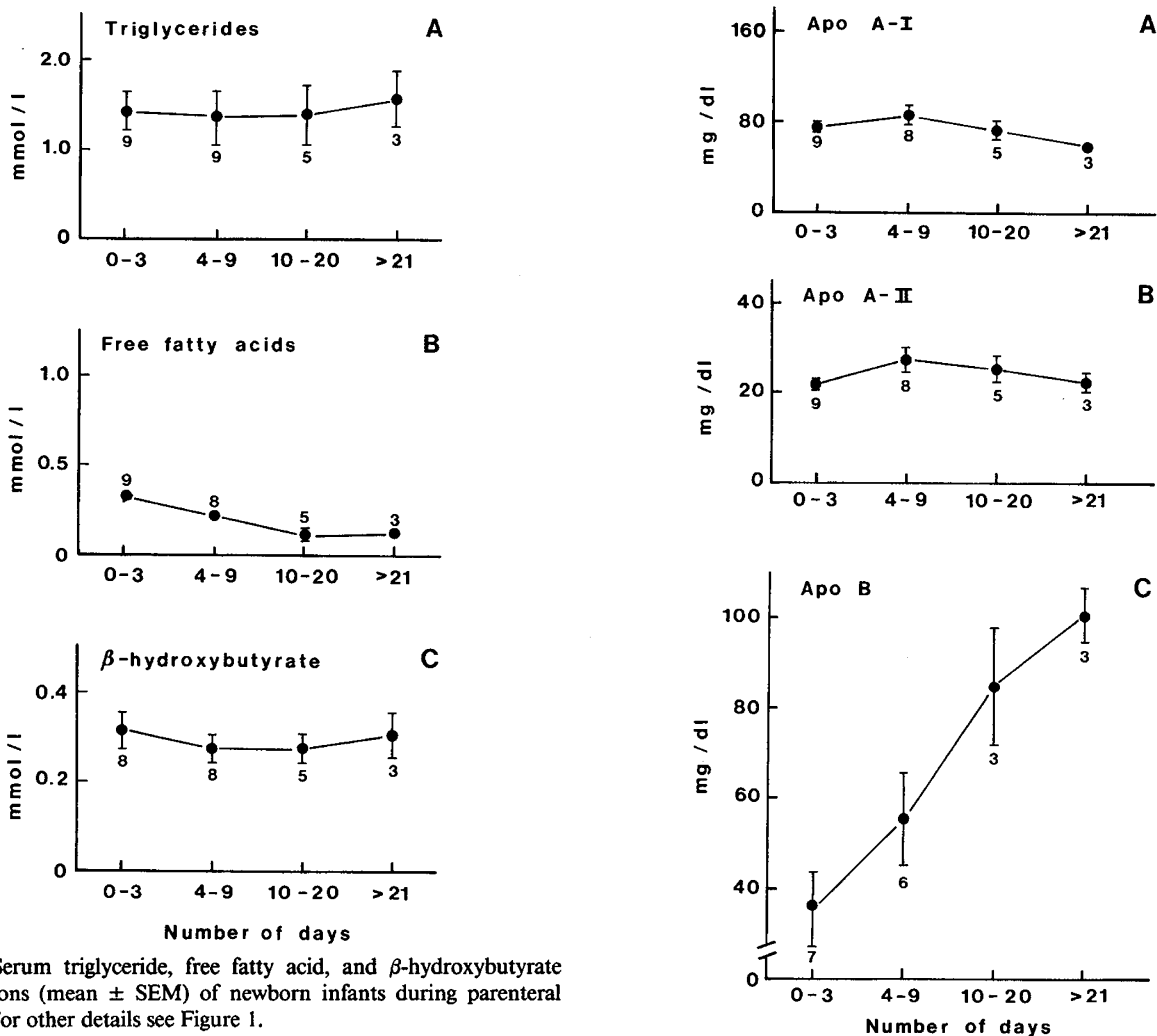 Triglycerides A
2.0
1.0
0
mmol/l
9 9 5 3
0-3 4-9 10-20 >21
Free fatty acids B
1.0
0.5
0
mmol/l
9 8 5 3
0-3 4-9 10-20 >21
β-hydroxybutyrate C
0.4
0.2
0
mmol/l
8 8 5 3
0-3 4-9 10-20 >21
Number of days
Serum triglyceride, free fatty acid, and β-hydroxybutyrate
ons (mean ± SEM) of newborn infants during parenteral
or other details see Figure 1.
Apo A-I A
160
80
0
mg/dl
9 8 5 3
0-3 4-9 10-20 >21
Apo A-II B
40
20
0
mg/dl
9 8 5 3
0-3 4-9 10-20 >21
Apo B C
100
80
60
40
0
mg/dl
7 6 3 3
0-3 4-9 10-20 >21
Number of days